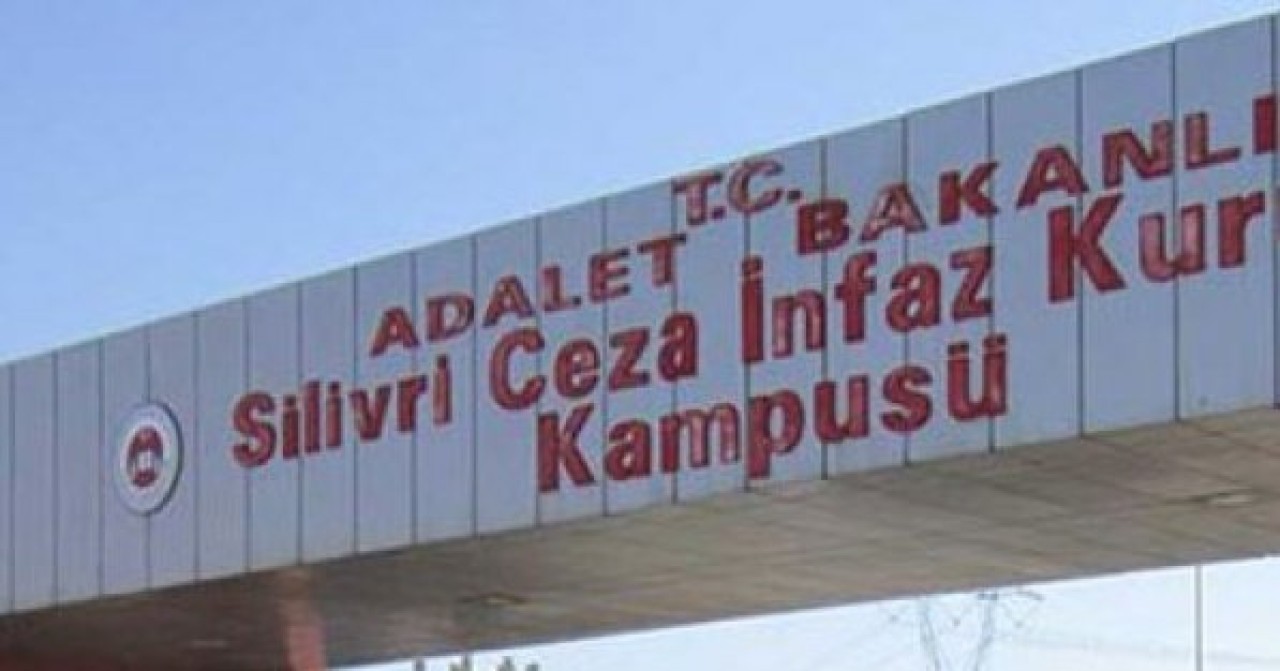 T.C.
ADALET BAKANLI
Silivri Ceza İnfaz Kur
Kampusü